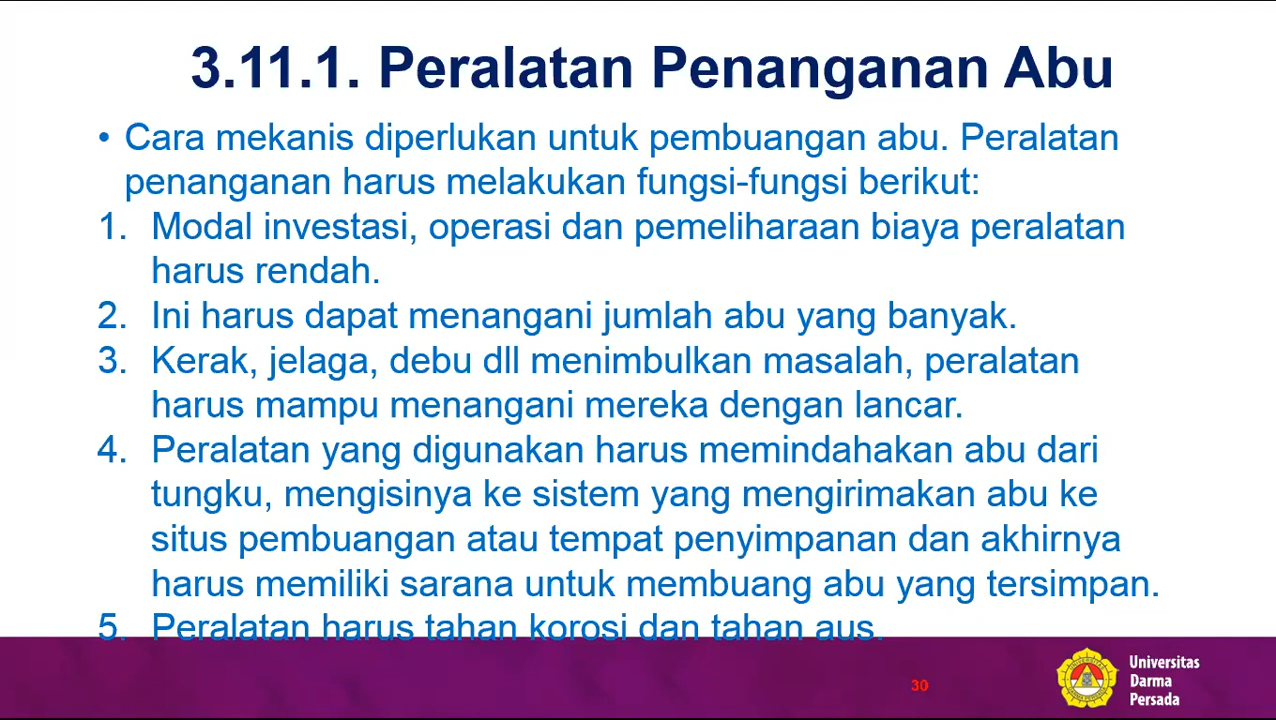 3.11.1. Peralatan Penanganan Abu
• Cara mekanis diperlukan untuk pembuangan abu. Peralatan
penanganan harus melakukan fungsi-fungsi berikut:
1. Modal investasi, operasi dan pemeliharaan biaya peralatan
harus rendah.
2. Ini harus dapat menangani jumlah abu yang banyak.
3. Kerak, jelaga, debu dll menimbulkan masalah, peralatan
harus mampu menangani mereka dengan lancar.
4. Peralatan yang digunakan harus memindahakan abu dari
tungku, mengisinya ke sistem yang mengirimakan abu ke
situs pembuangan atau tempat penyimpanan dan akhirnya
harus memiliki sarana untuk membuang abu yang tersimpan.
5. Peralatan harus tahan korosi dan tahan aus.
30
Universitas
Darma
Persada